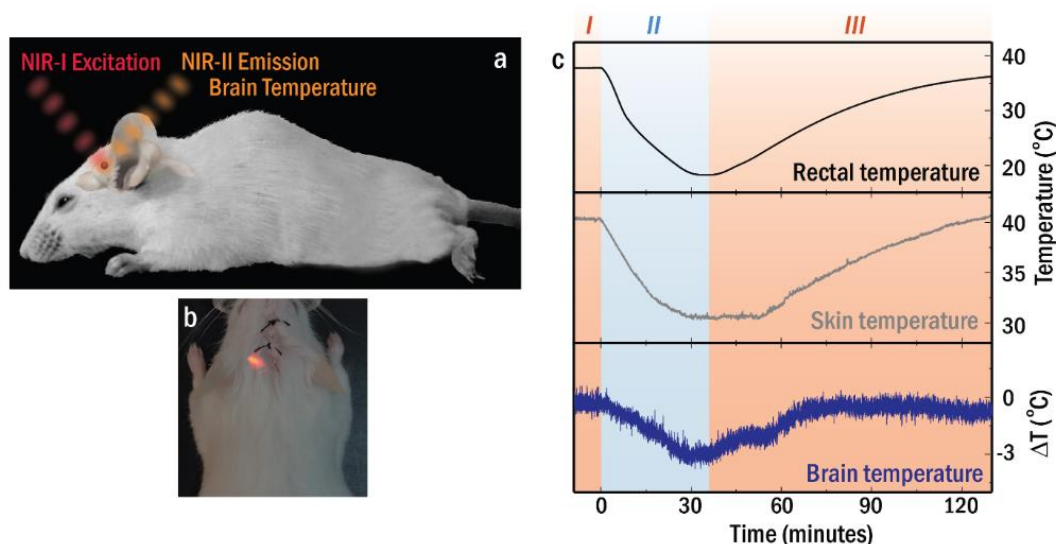 a
NIR-I Excitation
NIR-II Emission
Brain Temperature
b
I II III
c
40
30
20
Rectal temperature
40
35
30
Skin temperature
Temperature (°C)
0
-3
Brain temperature
ΔT (°C)
0 30 60 90 120
Time (minutes)